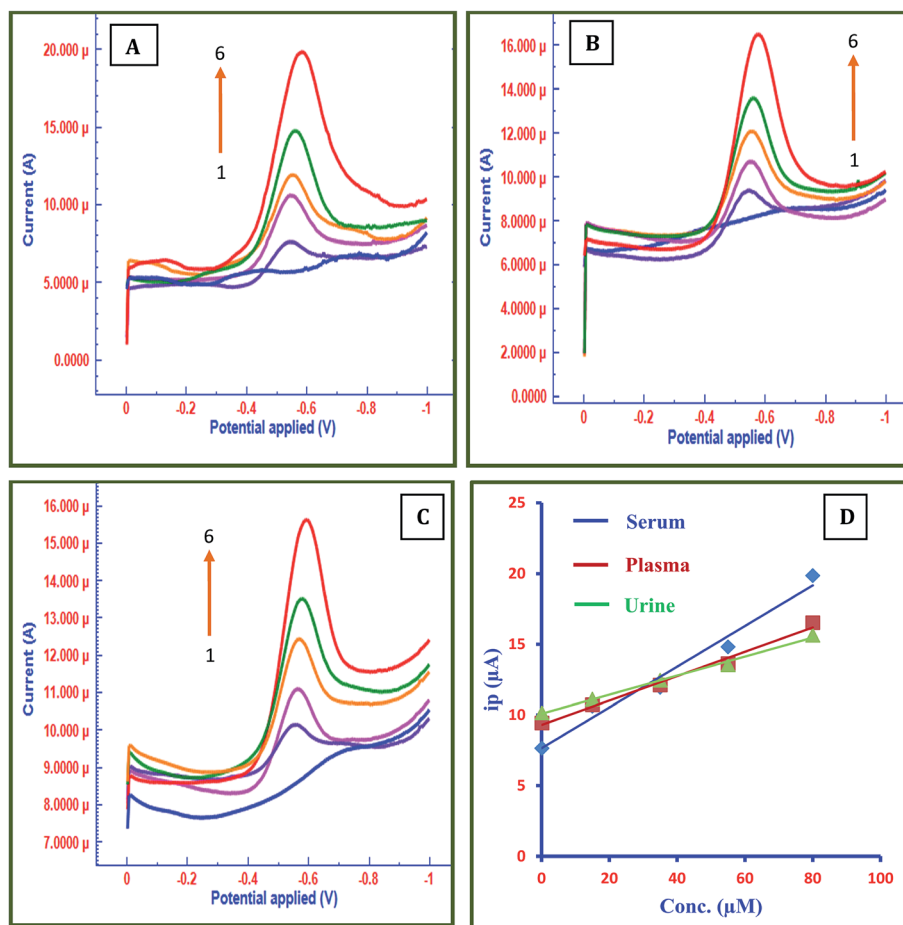 A
6
1
20.000 µ
15.000 µ
10.000 µ
5.0000 µ
0.0000
Current (A)
0 -0.2 -0.4 -0.6 -0.8 -1
Potential applied (V)
B
6
1
16.000 µ
14.000 µ
12.000 µ
10.000 µ
8.0000 µ
6.0000 µ
4.0000 µ
2.0000 µ
0.0000
Current (A)
0 -0.2 -0.4 -0.6 -0.8 -1
Potential applied (V)
C
6
1
16.000 µ
15.000 µ
14.000 µ
13.000 µ
12.000 µ
11.000 µ
10.000 µ
9.0000 µ
8.0000 µ
7.0000 µ
Current (A)
0 -0.2 -0.4 -0.6 -0.8 -1
Potential applied (V)
D
Serum
Plasma
Urine
25
20
15
10
5
0
ip (µA)
0 20 40 60 80 100
Conc. (µM)